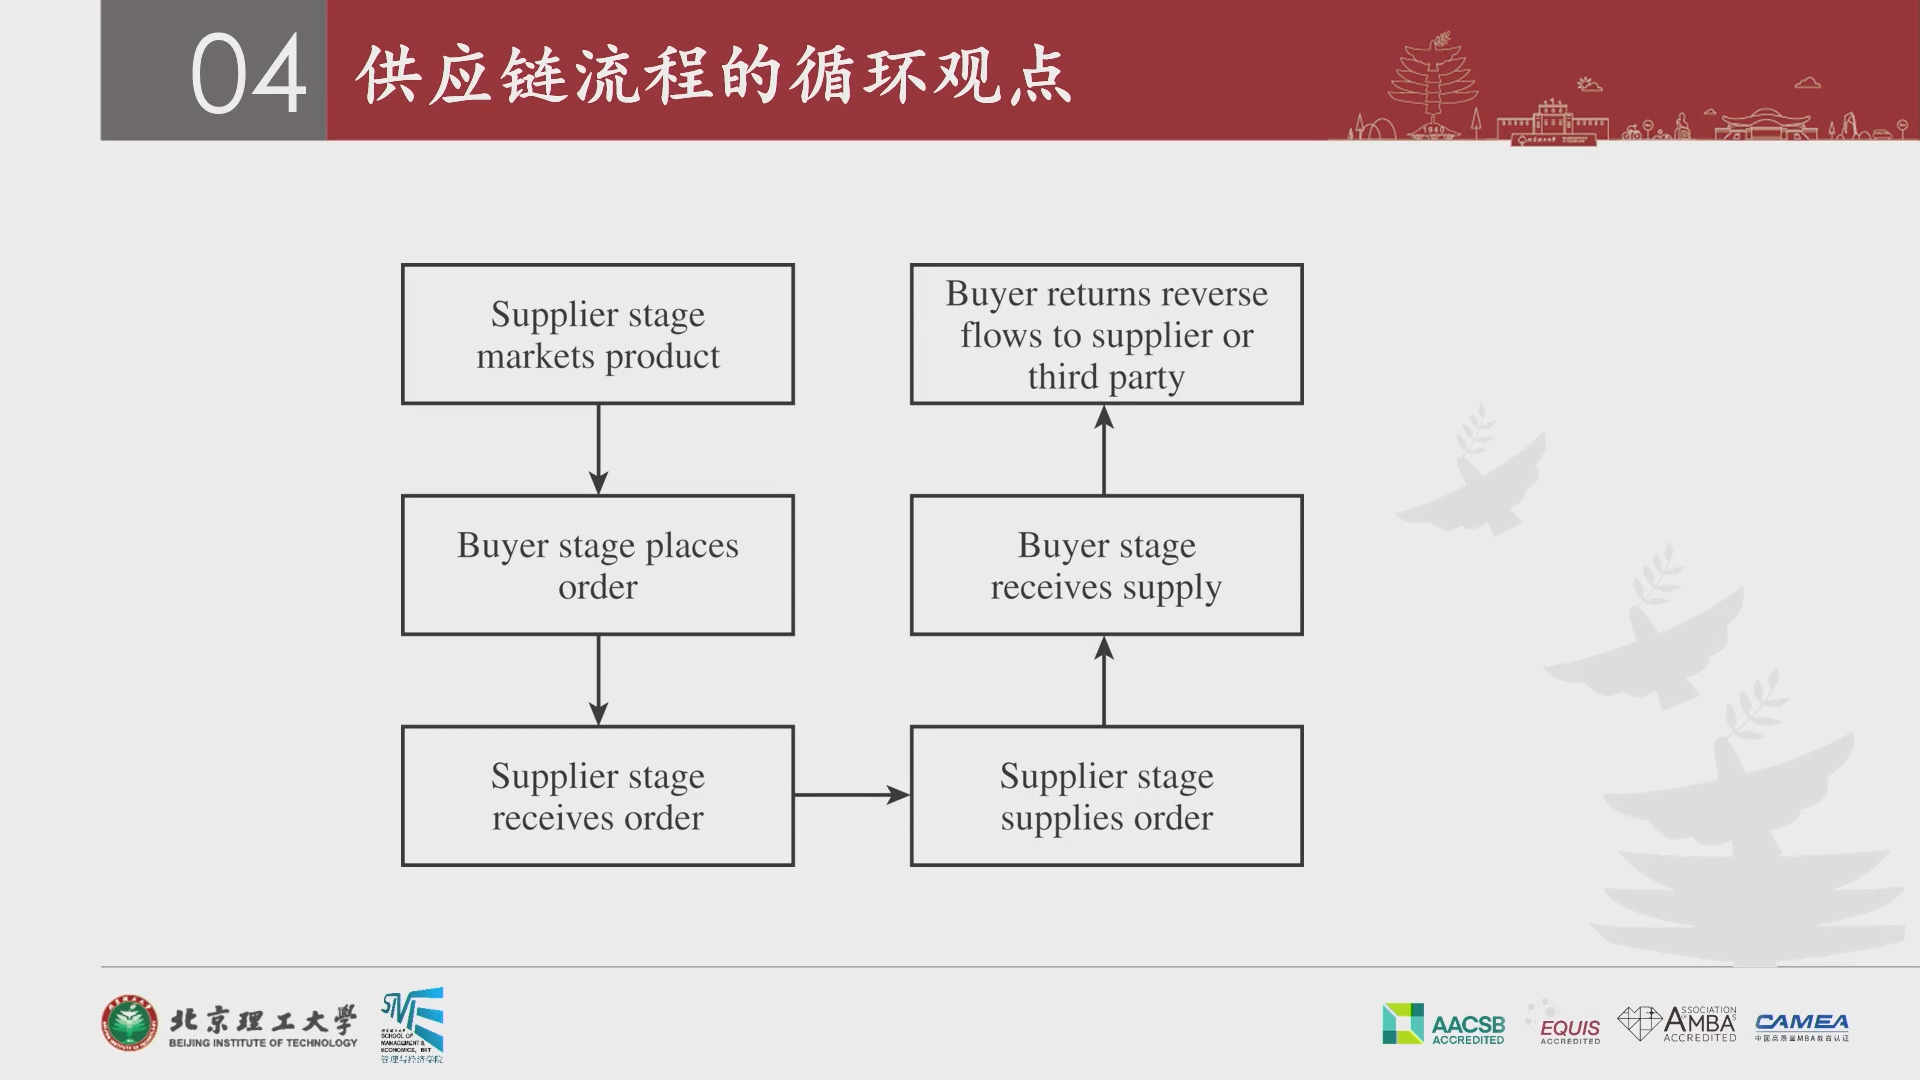 04
供应链流程的循环观点
1940
Supplier stage
markets product
Buyer stage places
order
Supplier stage
receives order
Supplier stage
supplies order
Buyer stage
receives supply
Buyer returns reverse
flows to supplier or
third party
北京理工大学
BEIJING INSTITUTE OF TECHNOLOGY
SCHOOL OF
MANAGEMENT &
ECONOMICS, BIT
管理与经济学院
AACSB
ACCREDITED
EQUIS
ACCREDITED
ASSOCIATION
AMBA
ACCREDITED
CAMEA
中国高质量MBA教育认证